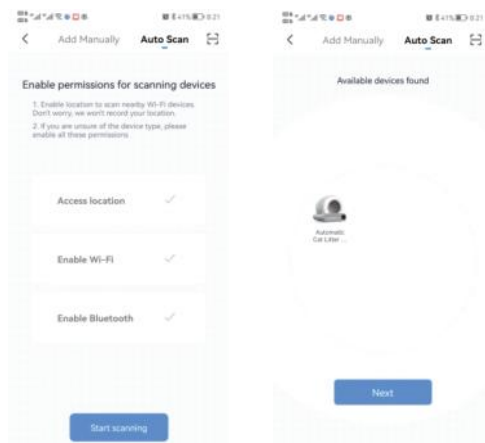 Add Manually
Auto Scan
Enable permissions for scanning devices
1. Enable location to scan nearby Wi-Fi devices
Don't worry, we won't record your location.
2. If you are unsure of the device type, please
enable all these permissions.
Access location
Enable Wi-Fi
Enable Bluetooth
Start scanning
Add Manually
Auto Scan
Available devices found
Automatic
Cat Litter ...
Next